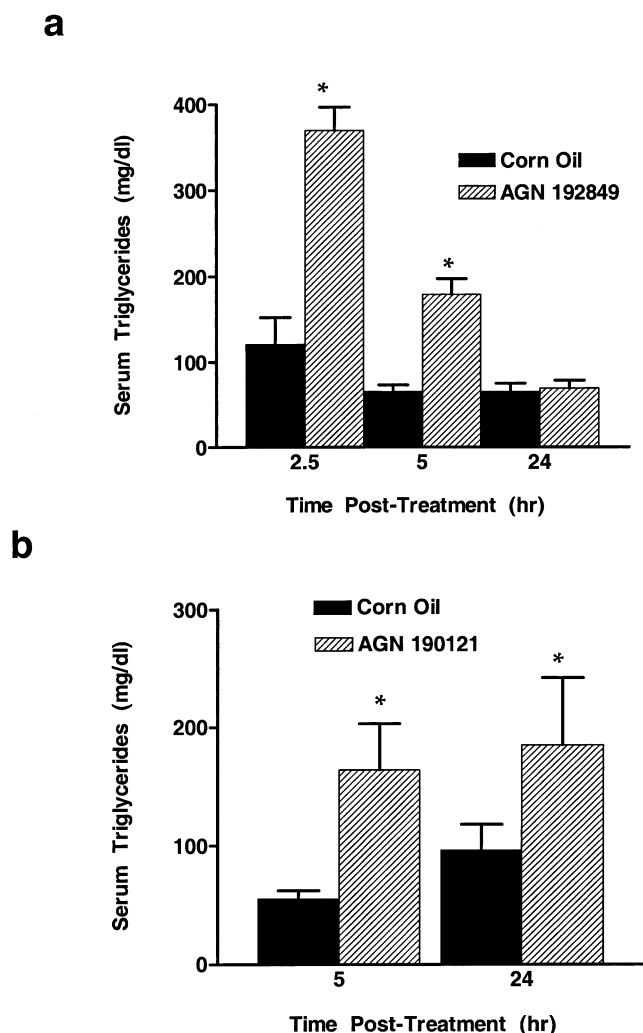 a
*
400
Corn Oil
300
AGN 192849
*
200
100
0
Serum Triglycerides (mg/dl)
2.5 5 24
Time Post-Treatment (hr)
b
300
Corn Oil
AGN 190121
*
*
200
100
0
Serum Triglycerides (mg/dl)
5 24
Time Post-Treatment (hr)